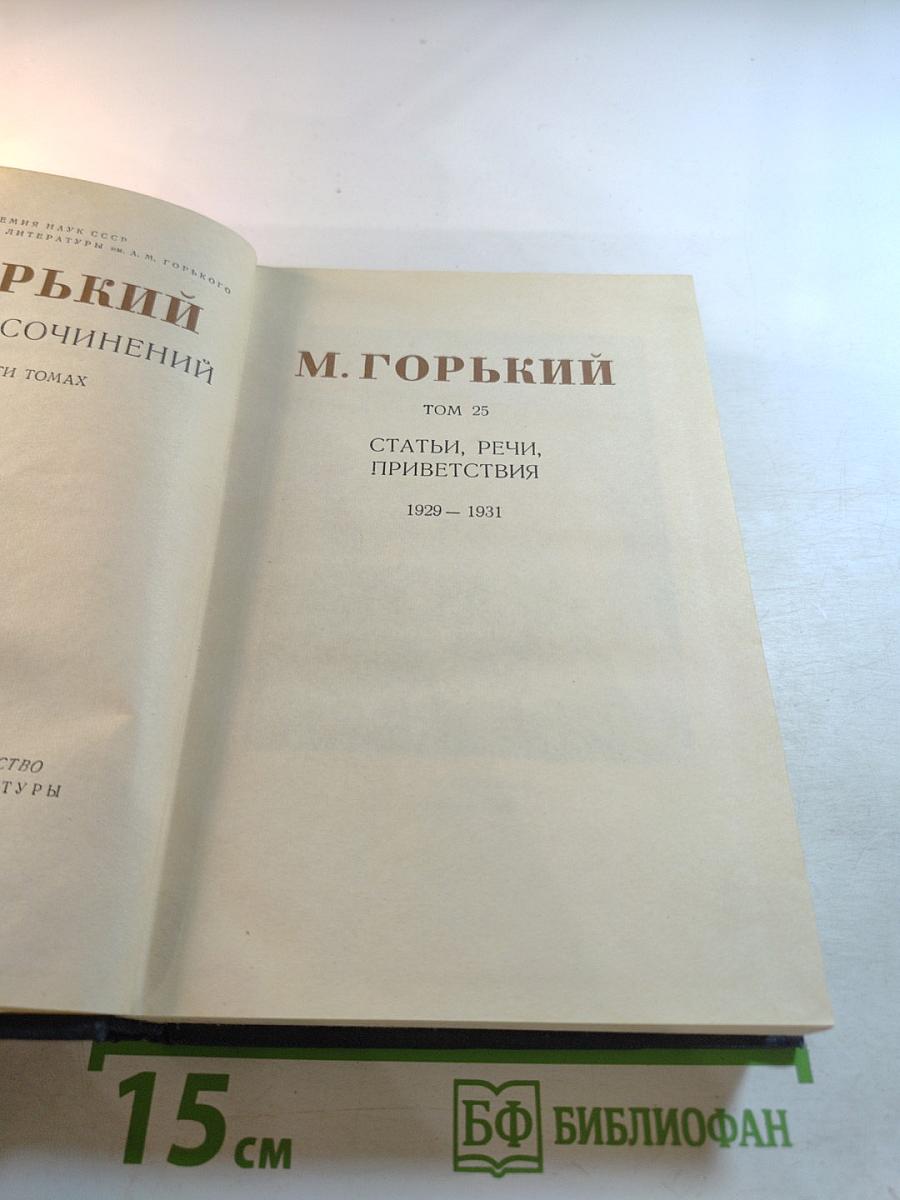 ЕМИЯ НАУК СССР
ЛИТЕРАТУРЫ им. А. М. ГОРЬКОГО
РЬКИЙ
СОЧИНЕНИЙ
ТИ ТОМАХ
СТВО
ТУРЫ
М. ГОРЬКИЙ
ТОМ 25
СТАТЬИ, РЕЧИ,
ПРИВЕТСТВИЯ
1929 — 1931
15 см
БФ БИБЛИОФАН